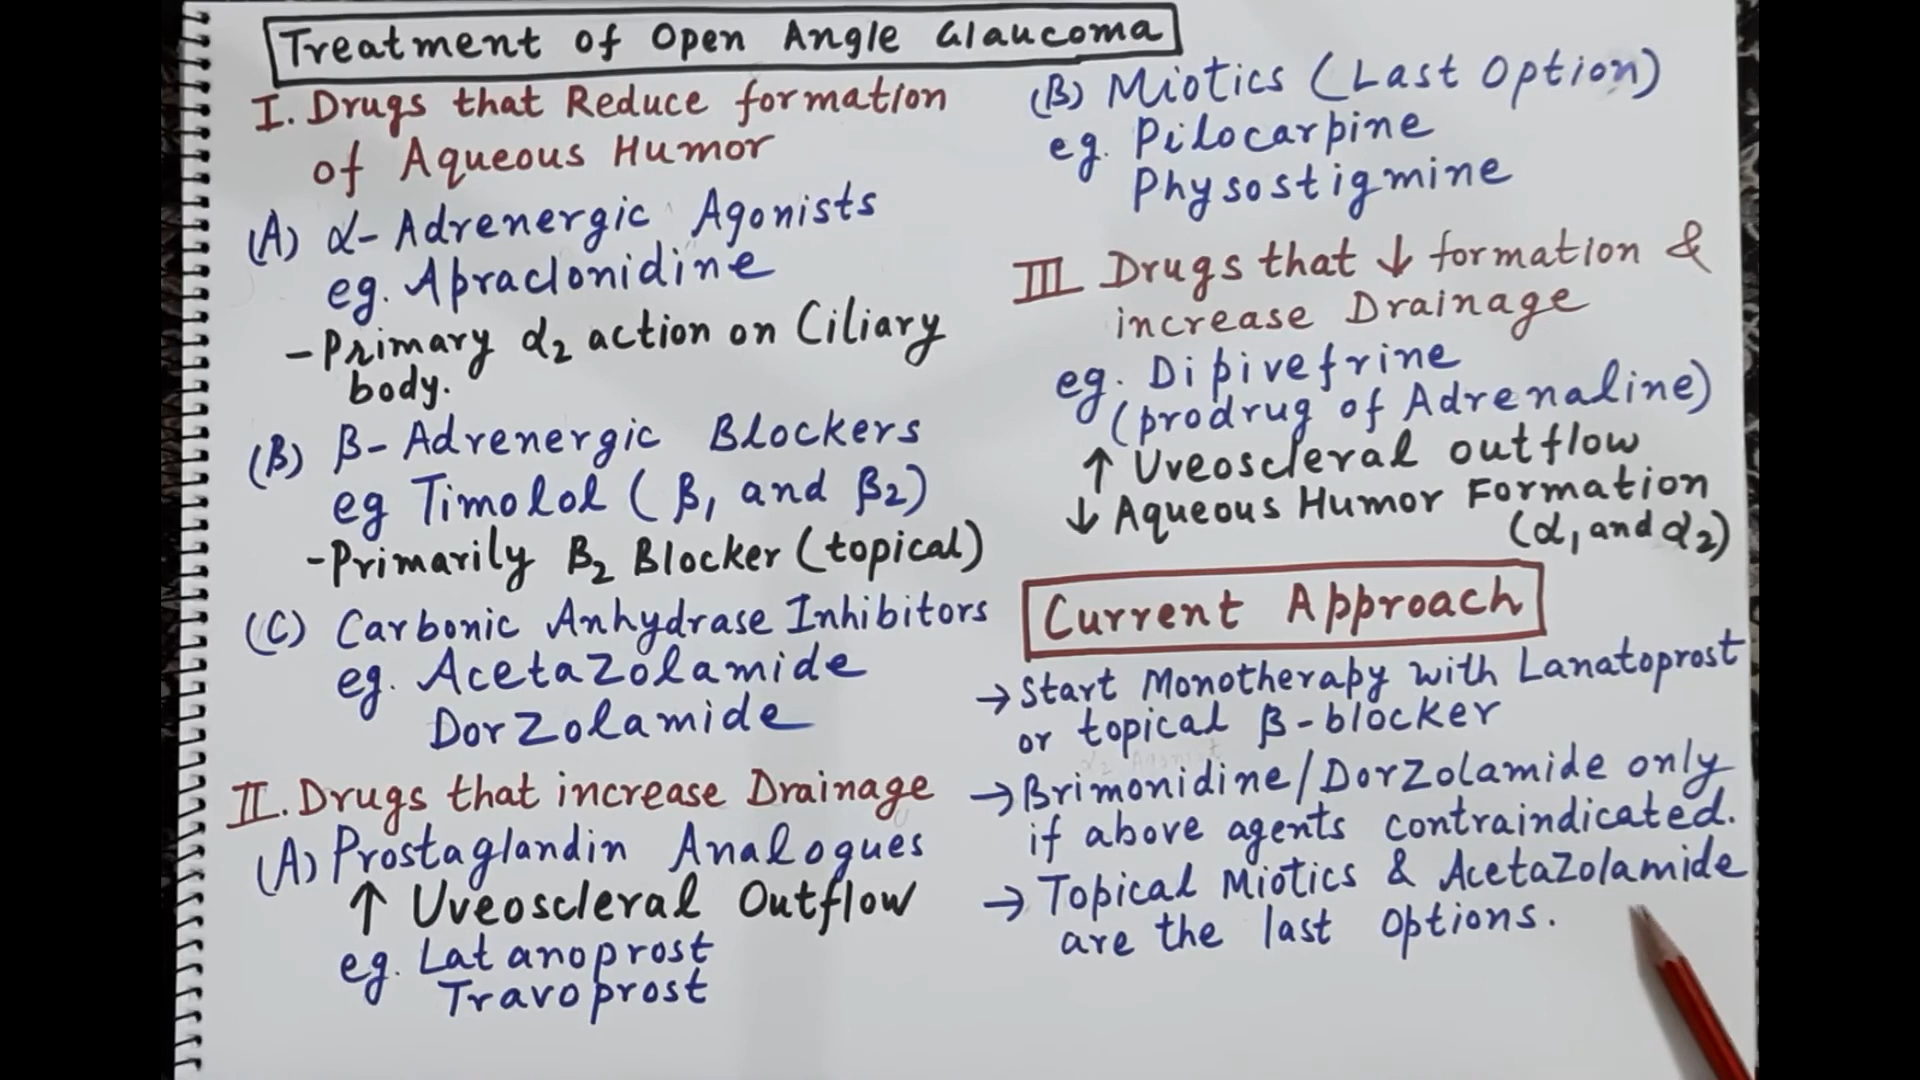 Treatment of Open Angle Glaucoma
I. Drugs that Reduce formation
of Aqueous Humor
(A) α-Adrenergic Agonists
eg. Apraclonidine
-Primary α2 action on Ciliary
body.
(B) β-Adrenergic Blockers
eg Timolol (β1 and β2)
-Primarily β2 Blocker (topical)
(C) Carbonic Anhydrase Inhibitors
eg. Acetazolamide
Dorzolamide
II. Drugs that increase Drainage
(A) Prostaglandin Analogues
↑ Uveoscleral Outflow
eg. Latanoprost
Travoprost
(B) Miotics (Last Option)
eg. Pilocarpine
Physostigmine
III Drugs that ↓ formation &
increase Drainage
eg. Dipivefrine
(prodrug of Adrenaline)
↑ Uveoscleral outflow
↓ Aqueous Humor Formation
(α1 and α2)
Current Approach
→ Start Monotherapy with Lanatoprost
or topical β-blocker
→ Brimonidine/Dorzolamide only
if above agents contraindicated.
→ Topical Miotics & Acetazolamide
are the last options.